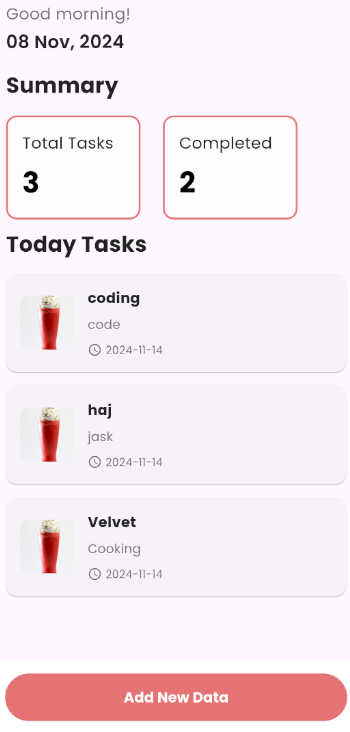 Good morning!
08 Nov, 2024
Summary
Total Tasks Completed
3 2
Today Tasks
coding
code
2024-11-14
haj
jask
2024-11-14
Velvet
Cooking
2024-11-14
Add New Data